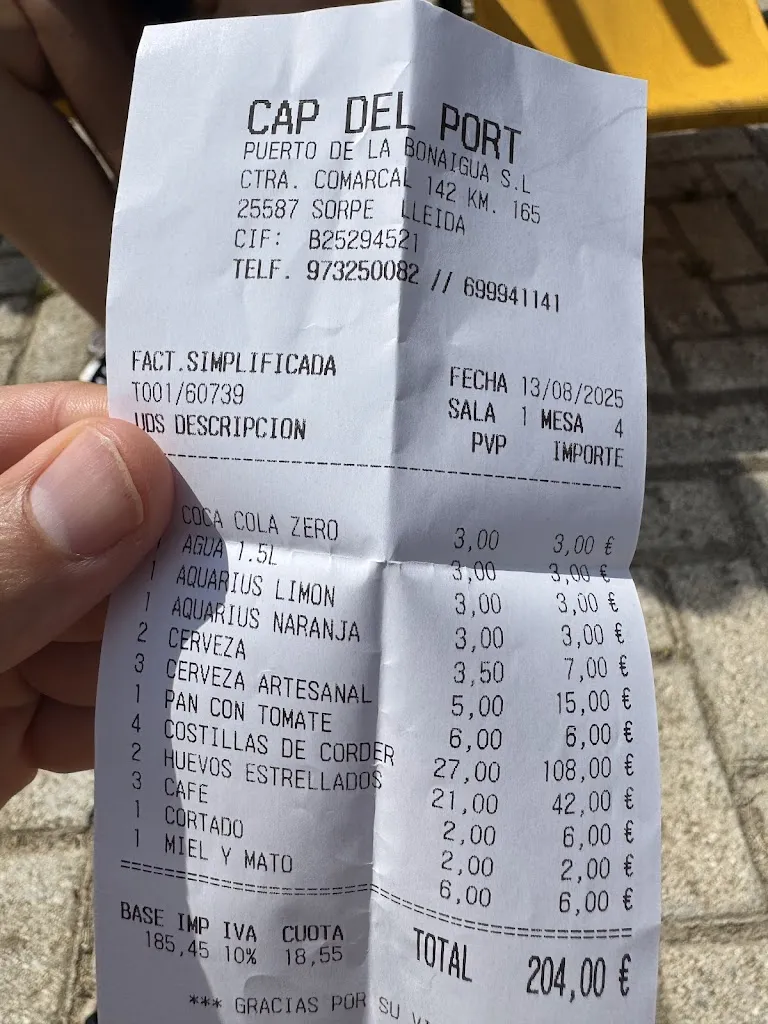 CAP DEL PORT
PUERTO DE LA BONAIGUA S.L
CTRA. COMARCAL 142 KM. 165
25587 SORPE LLEIDA
CIF: B25294521
TELF. 973250082 // 699941141
FACT.SIMPLIFICADA FECHA 13/08/2025
T001/60739 SALA 1 MESA 4
UDS DESCRIPCION PVP IMPORTE
COCA COLA ZERO 3,00 3,00 €
AGUA 1.5L 3,00 3,00 €
1 AQUARIUS LIMON 3,00 3,00 €
1 AQUARIUS NARANJA 3,00 3,00 €
2 CERVEZA 3,50 7,00 €
3 CERVEZA ARTESANAL 5,00 15,00 €
1 PAN CON TOMATE 6,00 6,00 €
4 COSTILLAS DE CORDER 27,00 108,00 €
2 HUEVOS ESTRELLADOS 21,00 42,00 €
3 CAFE 2,00 6,00 €
1 CORTADO 2,00 2,00 €
1 MIEL Y MATO 6,00 6,00 €
BASE IMP IVA CUOTA
185,45 10% 18,55
TOTAL 204,00 €
*** GRACIAS POR SU